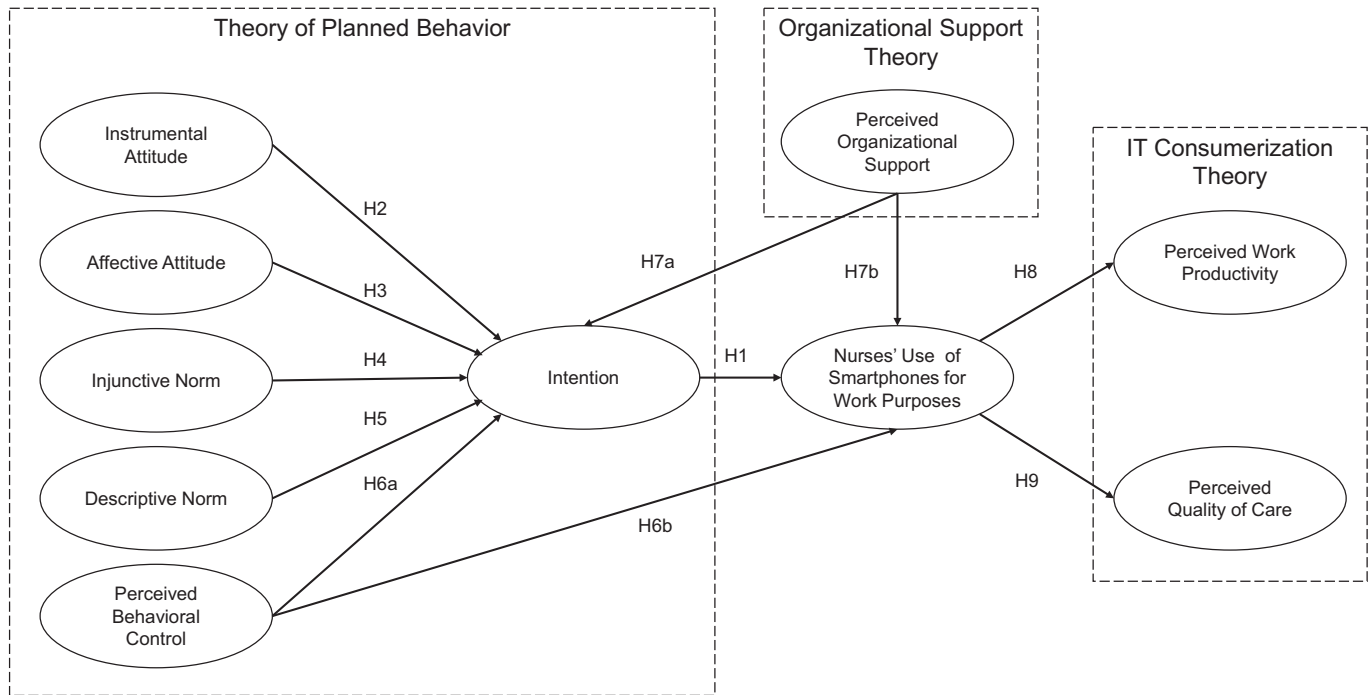 Theory of Planned Behavior
Organizational Support
Theory
IT Consumerization
Theory
Instrumental
Attitude
Affective Attitude
Injunctive Norm
Descriptive Norm
Perceived
Behavioral
Control
H2
H3
H4
H5
H6a
Intention
H7a
H1
H6b
Perceived
Organizational
Support
H7b
Nurses’ Use of
Smartphones for
Work Purposes
H8
H9
Perceived Work
Productivity
Perceived
Quality of Care